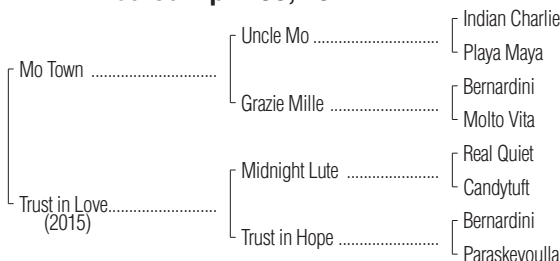 Indian Charlie
Uncle Mo
Playa Maya
Mo Town
Bernardini
Grazie Mille
Molto Vita
Real Quiet
Midnight Lute
Candytuft
Trust in Love
(2015)
Bernardini
Trust in Hope
Paraskevoulla